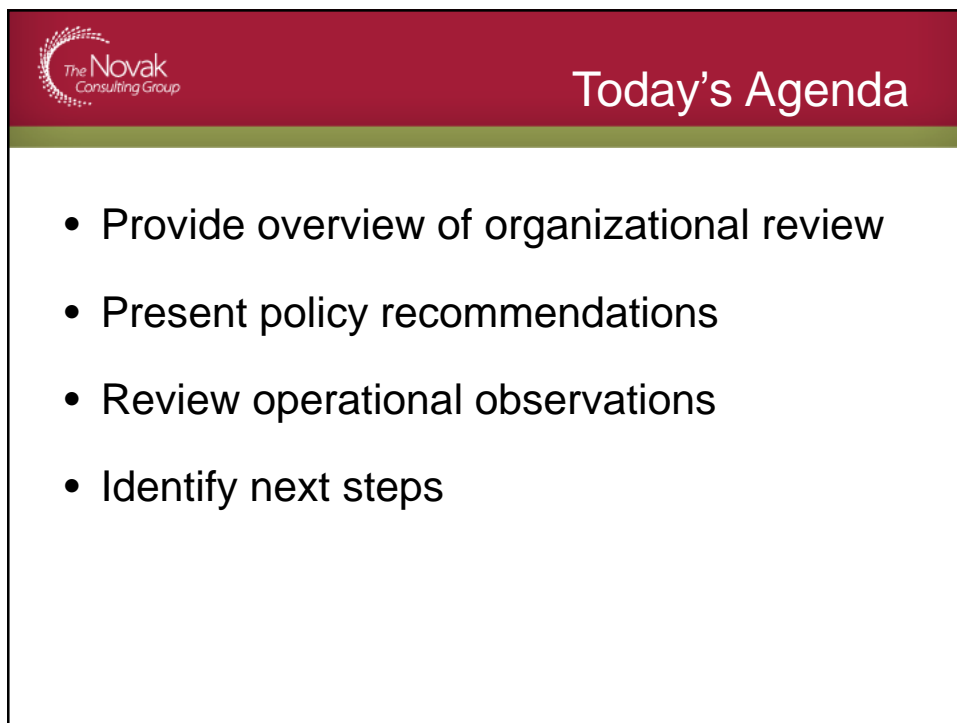 The Novak
Consulting Group
Today’s Agenda
• Provide overview of organizational review
• Present policy recommendations
• Review operational observations
• Identify next steps